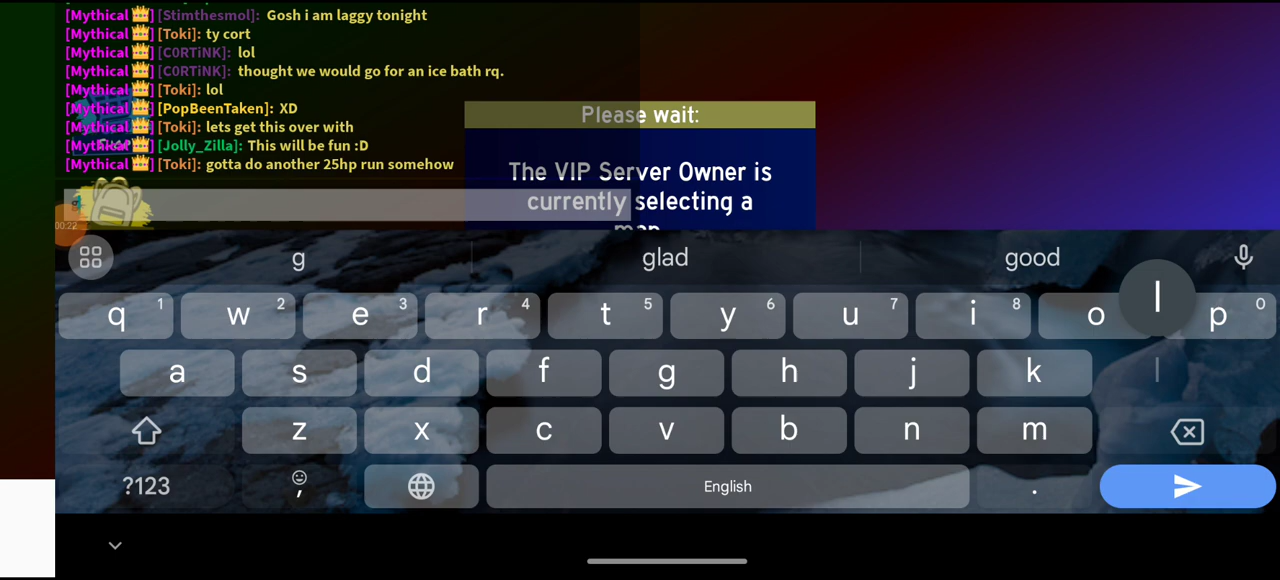 [Mythical👑] [Stimthesmol]: Gosh i am laggy tonight
[Mythical👑] [Toki]: ty cort
[Mythical👑] [C0RTiNK]: lol
[Mythical👑] [C0RTiNK]: thought we would go for an ice bath rq.
[Mythical👑] [Toki]: lol
[Mythical👑] [PopBeenTaken]: XD
[Mythical👑] [Toki]: lets get this over with
[Mythical👑] [Jolly_Zilla]: This will be fun :D
[Mythical👑] [Toki]: gotta do another 25hp run somehow
Please wait:
The VIP Server Owner is
currently selecting a
map
g
00:22
g glad good
q 1 w 2 e 3 r 4 t 5 y 6 u 7 i 8 o l p 0
a s d f g h j k l
z x c v b n m
?123 , English .